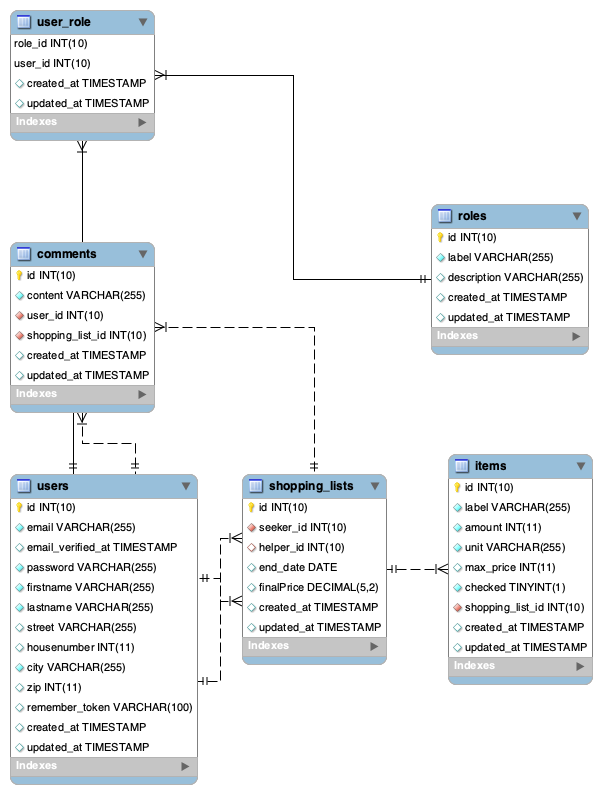 user_role
role_id INT(10)
user_id INT(10)
created_at TIMESTAMP
updated_at TIMESTAMP
Indexes
roles
id INT(10)
label VARCHAR(255)
description VARCHAR(255)
created_at TIMESTAMP
updated_at TIMESTAMP
Indexes
comments
id INT(10)
content VARCHAR(255)
user_id INT(10)
shopping_list_id INT(10)
created_at TIMESTAMP
updated_at TIMESTAMP
Indexes
users
id INT(10)
email VARCHAR(255)
email_verified_at TIMESTAMP
password VARCHAR(255)
firstname VARCHAR(255)
lastname VARCHAR(255)
street VARCHAR(255)
housenumber INT(11)
city VARCHAR(255)
zip INT(11)
remember_token VARCHAR(100)
created_at TIMESTAMP
updated_at TIMESTAMP
Indexes
shopping_lists
id INT(10)
seeker_id INT(10)
helper_id INT(10)
end_date DATE
finalPrice DECIMAL(5,2)
created_at TIMESTAMP
updated_at TIMESTAMP
Indexes
items
id INT(10)
label VARCHAR(255)
amount INT(11)
unit VARCHAR(255)
max_price INT(11)
checked TINYINT(1)
shopping_list_id INT(10)
created_at TIMESTAMP
updated_at TIMESTAMP
Indexes